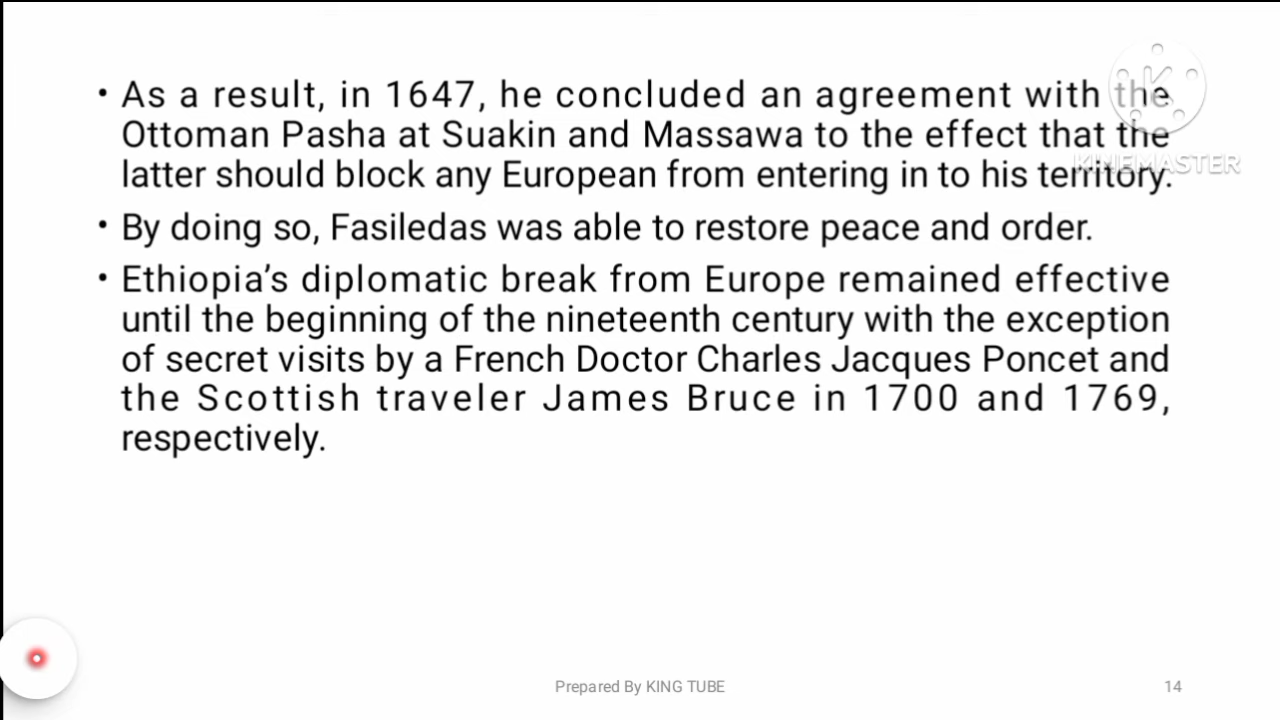 • As a result, in 1647, he concluded an agreement with the
Ottoman Pasha at Suakin and Massawa to the effect that the
latter should block any European from entering in to his territory.
• By doing so, Fasiledas was able to restore peace and order.
• Ethiopia’s diplomatic break from Europe remained effective
until the beginning of the nineteenth century with the exception
of secret visits by a French Doctor Charles Jacques Poncet and
the Scottish traveler James Bruce in 1700 and 1769,
respectively.
K
KINEMASTER
Prepared By KING TUBE
14